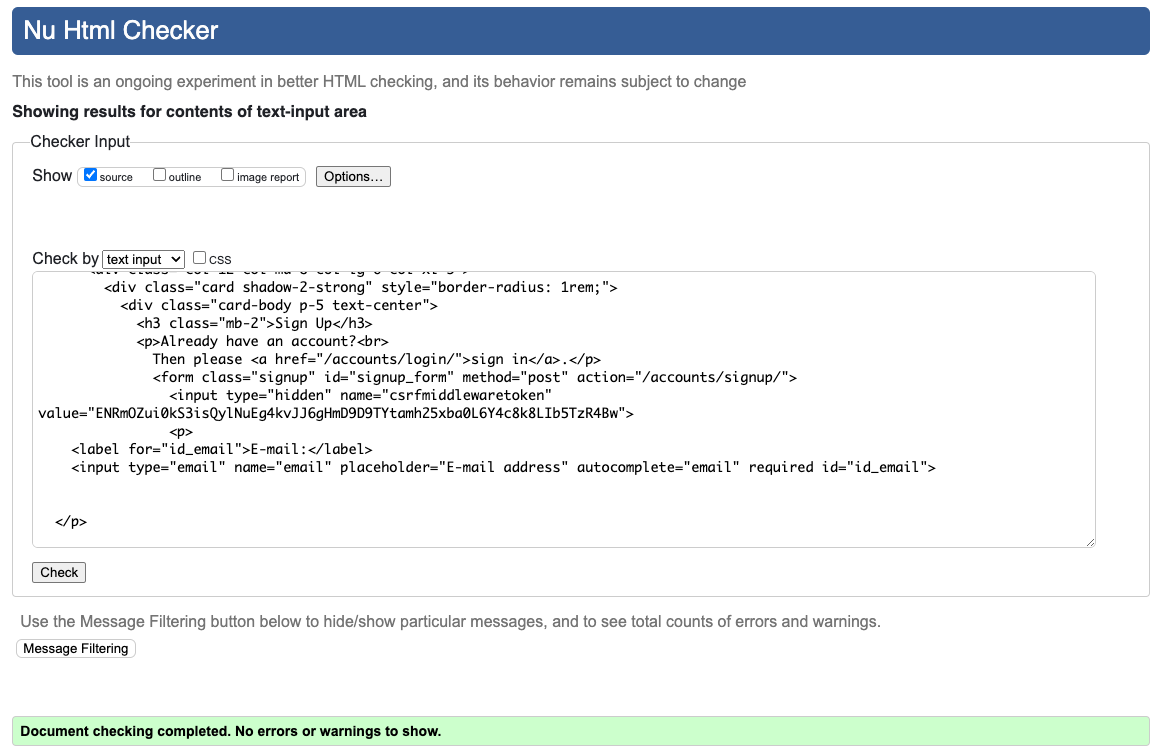 Nu Html Checker
This tool is an ongoing experiment in better HTML checking, and its behavior remains subject to change
Showing results for contents of text-input area
Checker Input
Show source outline image report Options...
Check by text input css
<div class="card shadow-2-strong" style="border-radius: 1rem;">
<div class="card-body p-5 text-center">
<h3 class="mb-2">Sign Up</h3>
<p>Already have an account?<br>
Then please <a href="/accounts/login/">sign in</a>.</p>
<form class="signup" id="signup_form" method="post" action="/accounts/signup/">
<input type="hidden" name="csrfmiddlewaretoken"
value="ENRmOZui0kS3isQylNuEg4kvJJ6gHmD9D9TYtamh25xba0L6Y4c8k8LIb5TzR4Bw">
<p>
<label for="id_email">E-mail:</label>
<input type="email" name="email" placeholder="E-mail address" autocomplete="email" required id="id_email">
</p>
Check
Use the Message Filtering button below to hide/show particular messages, and to see total counts of errors and warnings.
Message Filtering
Document checking completed. No errors or warnings to show.